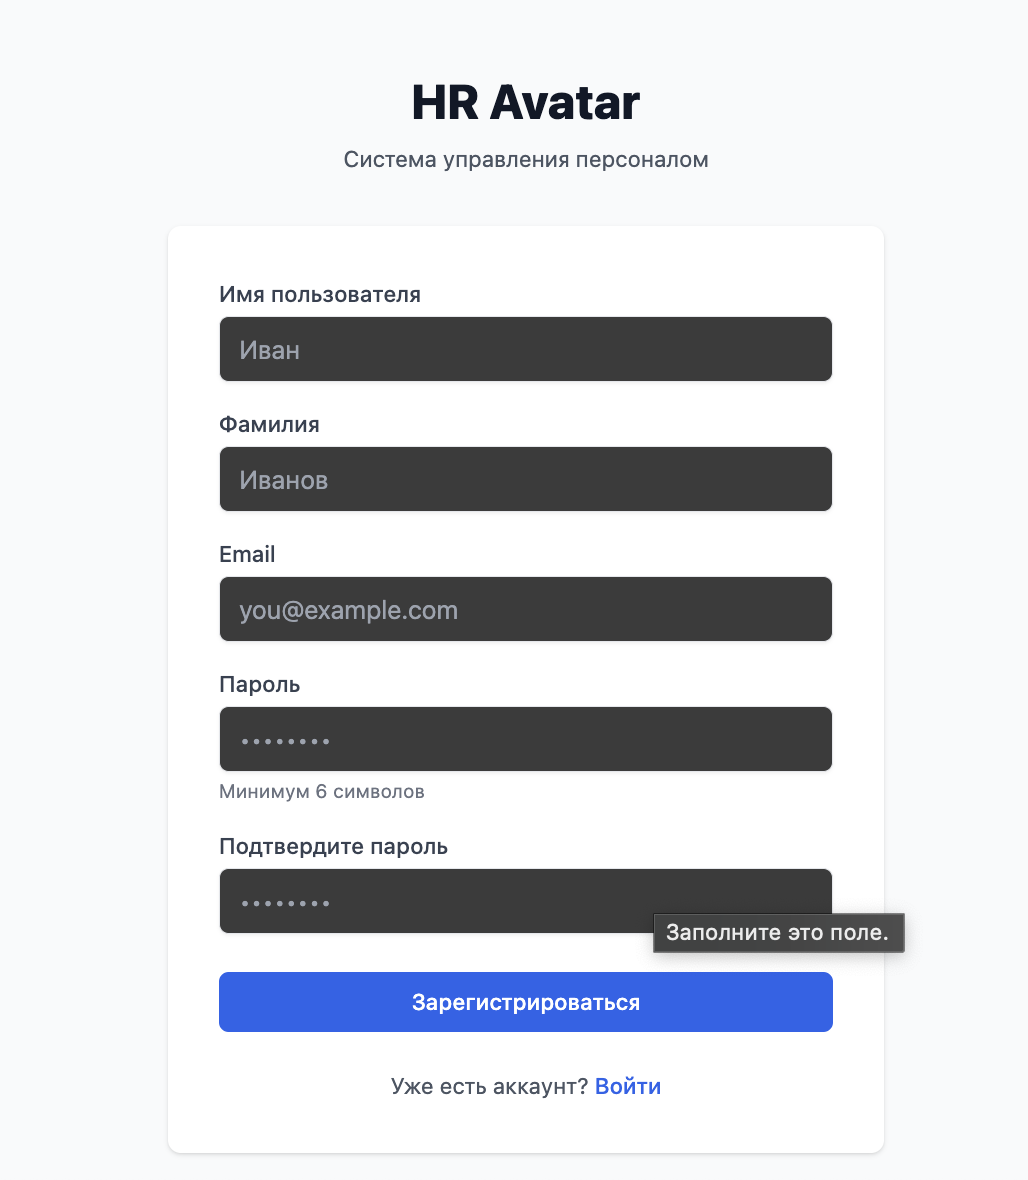 HR Avatar
Система управления персоналом
Имя пользователя
Иван
Фамилия
Иванов
Email
you@example.com
Пароль
••••••••
Минимум 6 символов
Подтвердите пароль
••••••••
Заполните это поле.
Зарегистрироваться
Уже есть аккаунт? Войти